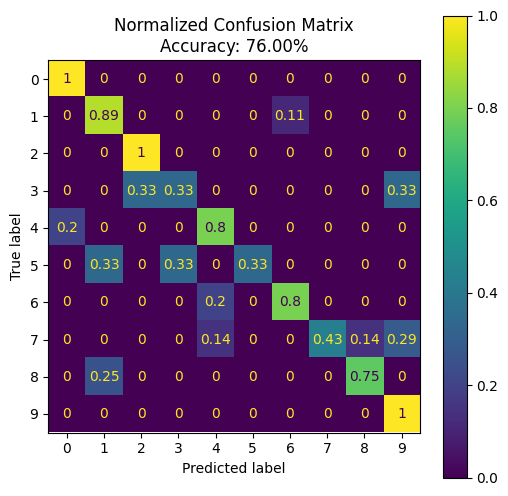 Normalized Confusion Matrix
Accuracy: 76.00%
True label
0 1 0 0 0 0 0 0 0 0 0
1 0 0.89 0 0 0 0 0.11 0 0 0
2 0 0 1 0 0 0 0 0 0 0
3 0 0 0.33 0.33 0 0 0 0 0 0.33
4 0.2 0 0 0 0.8 0 0 0 0 0
5 0 0.33 0 0.33 0 0.33 0 0 0 0
6 0 0 0 0 0.2 0 0.8 0 0 0
7 0 0 0 0 0.14 0 0 0.43 0.14 0.29
8 0 0.25 0 0 0 0 0 0 0.75 0
9 0 0 0 0 0 0 0 0 0 1
0 1 2 3 4 5 6 7 8 9
Predicted label
1.0
0.8
0.6
0.4
0.2
0.0